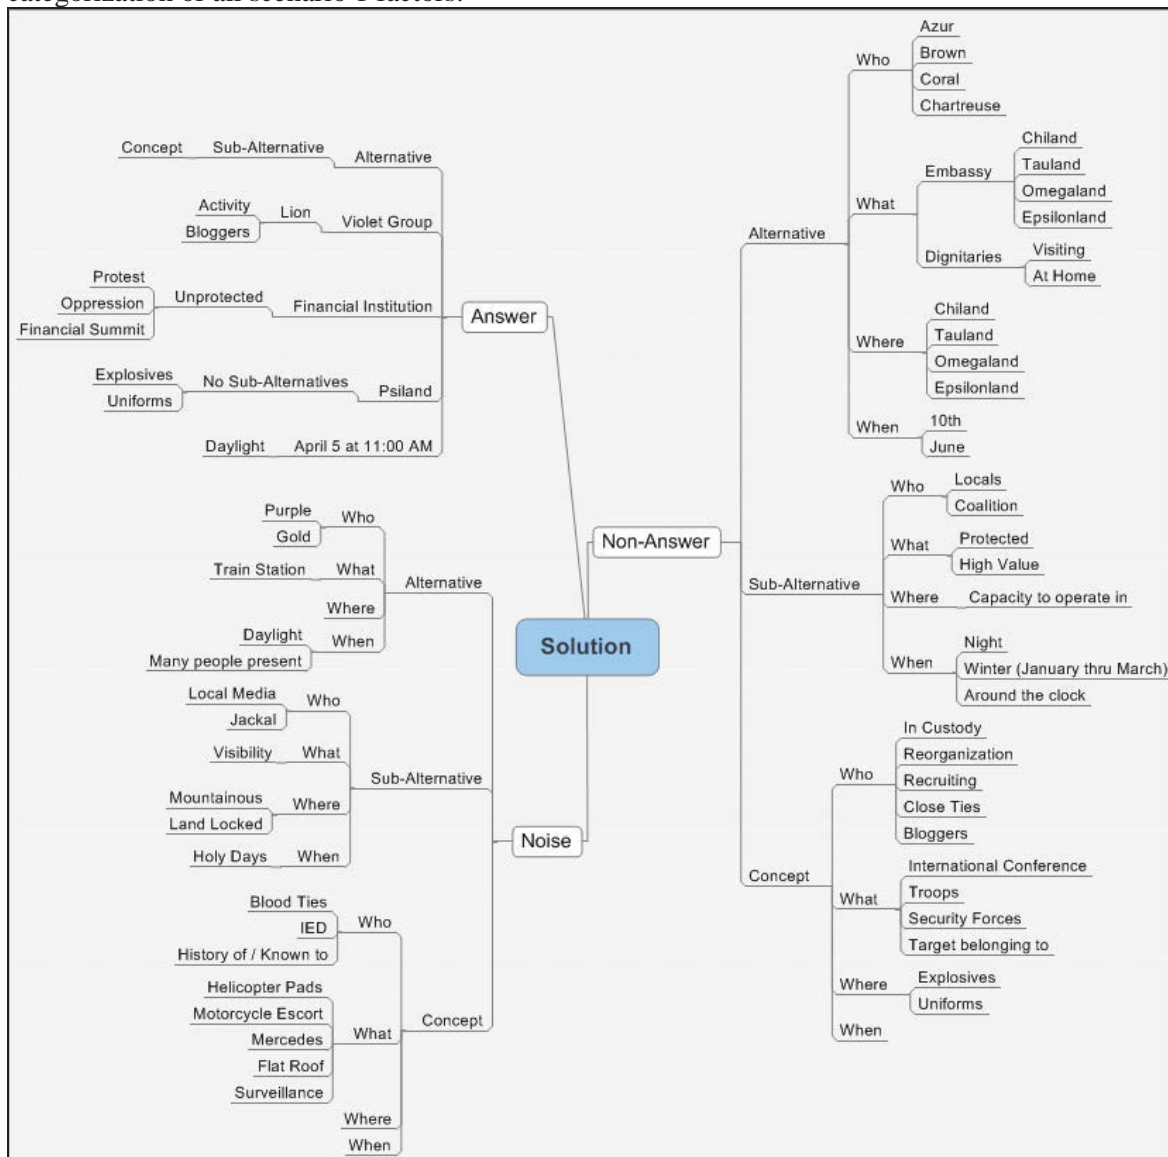 categorization of all scenario 1 factors.
Concept
Sub-Alternative
Alternative
Activity
Bloggers
Lion
Violet Group
Protest
Oppression
Financial Summit
Unprotected
Financial Institution
Explosives
Uniforms
No Sub-Alternatives
Psiland
Daylight
April 5 at 11:00 AM
Answer
Purple
Gold
Who
Train Station
What
Where
Daylight
Many people present
When
Alternative
Local Media
Jackal
Who
Visibility
What
Mountainous
Land Locked
Where
Holy Days
When
Sub-Alternative
Blood Ties
IED
History of / Known to
Who
Helicopter Pads
Motorcycle Escort
Mercedes
Flat Roof
Surveillance
What
Where
When
Concept
Noise
Solution
Non-Answer
Alternative
Who
Azur
Brown
Coral
Chartreuse
What
Embassy
Chiland
Tauland
Omegaland
Epsilonland
Dignitaries
Visiting
At Home
Where
Chiland
Tauland
Omegaland
Epsilonland
When
10th
June
Sub-Alternative
Who
Locals
Coalition
What
Protected
High Value
Where
Capacity to operate in
When
Night
Winter (January thru March)
Around the clock
Concept
Who
In Custody
Reorganization
Recruiting
Close Ties
Bloggers
What
International Conference
Troops
Security Forces
Target belonging to
Where
Explosives
Uniforms
When